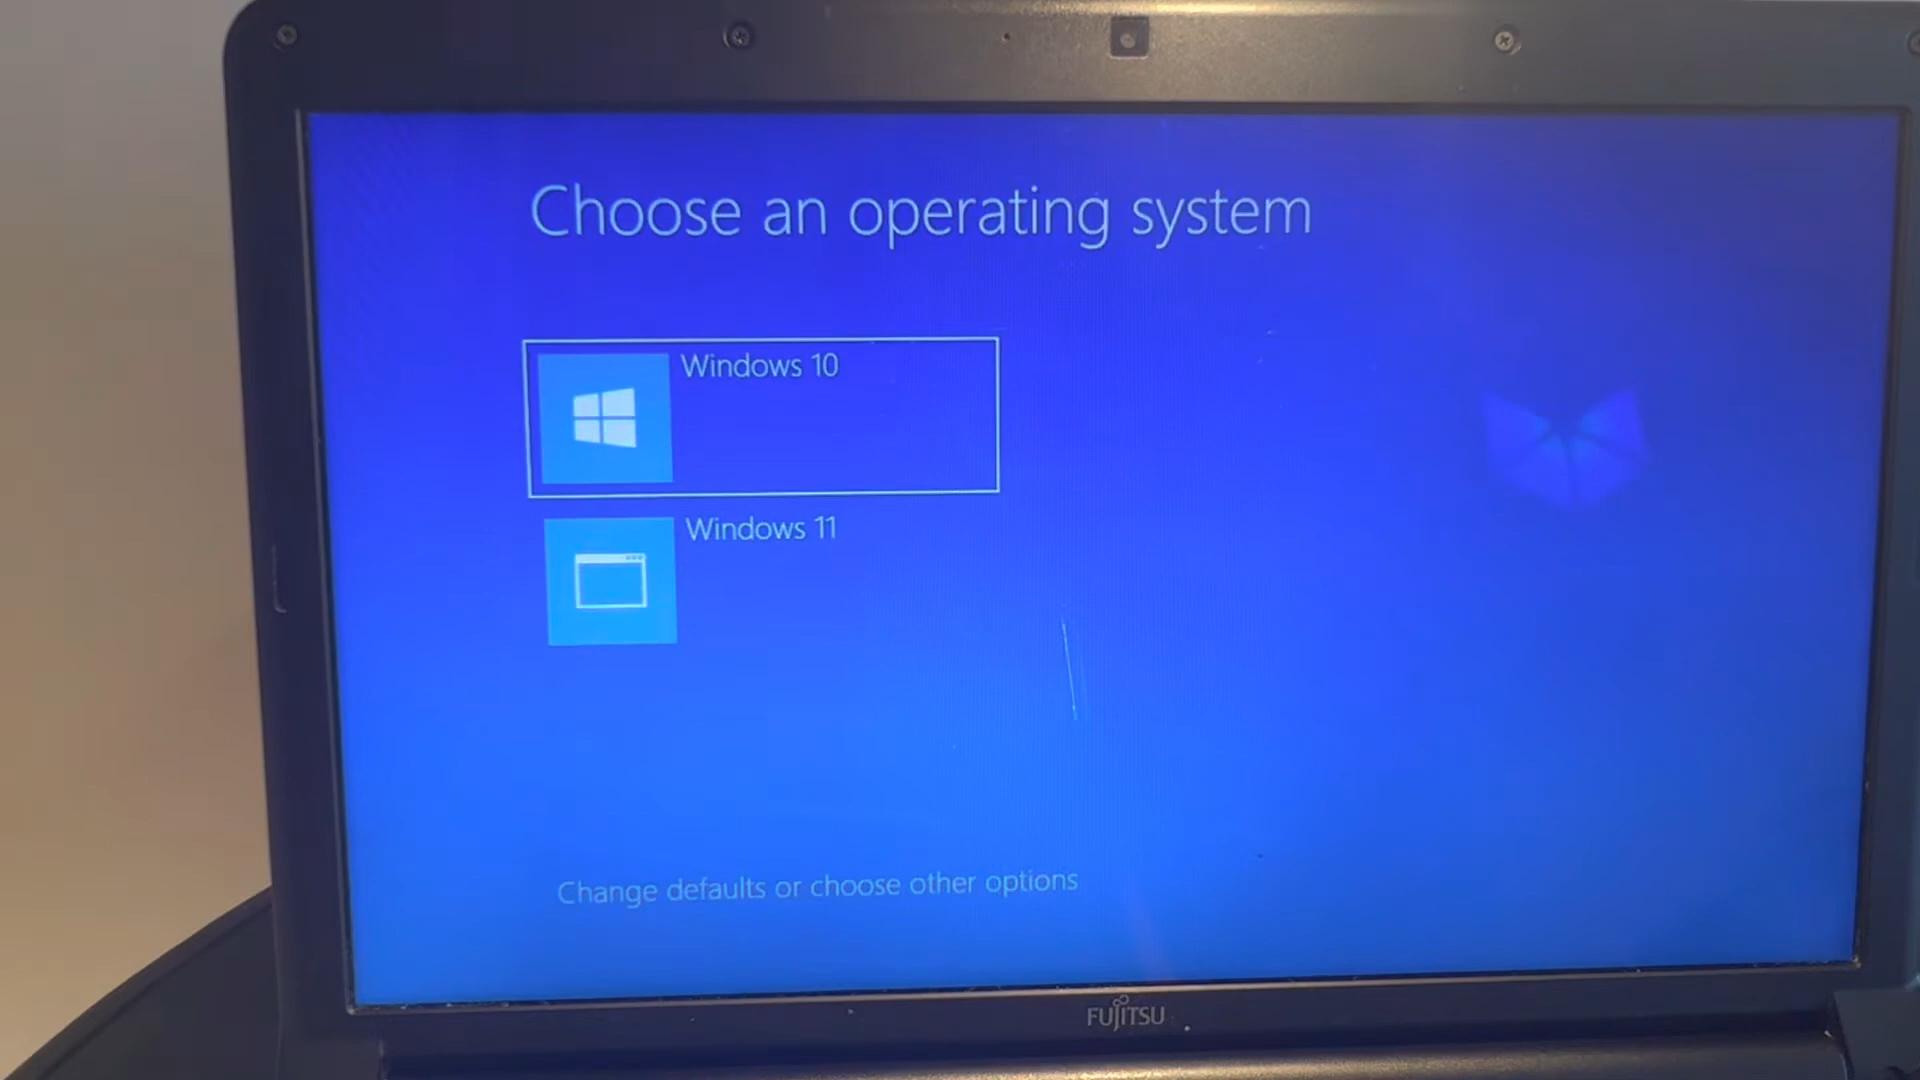 Choose an operating system
Windows 10
Windows 11
Change defaults or choose other options
FUJITSU